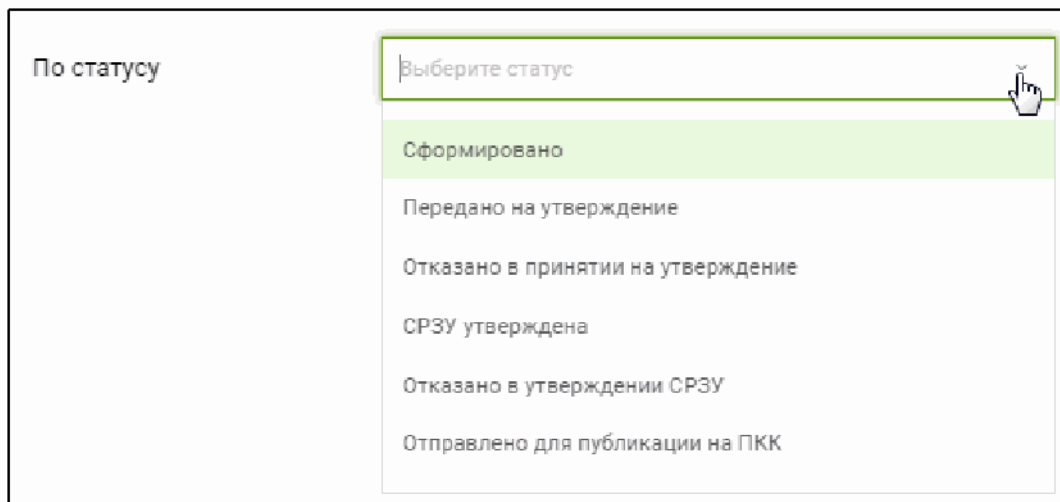 По статусу
Выберите статус
Сформировано
Передано на утверждение
Отказано в принятии на утверждение
СРЗУ утверждена
Отказано в утверждении СРЗУ
Отправлено для публикации на ПКК